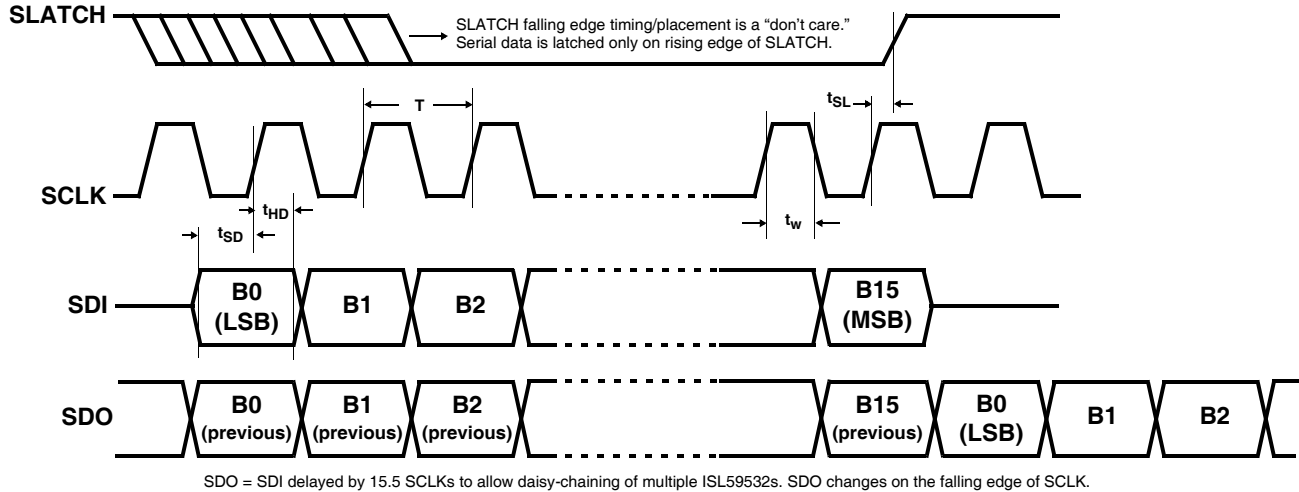 SLATCH
SLATCH falling edge timing/placement is a “don't care.”
Serial data is latched only on rising edge of SLATCH.
T
tSL
SCLK
tHD
tSD
tw
SDI
B0
(LSB)
B1
B2
B15
(MSB)
SDO
B0
(previous)
B1
(previous)
B2
(previous)
B15
(previous)
B0
(LSB)
B1
B2
SDO = SDI delayed by 15.5 SCLKs to allow daisy-chaining of multiple ISL59532s. SDO changes on the falling edge of SCLK.